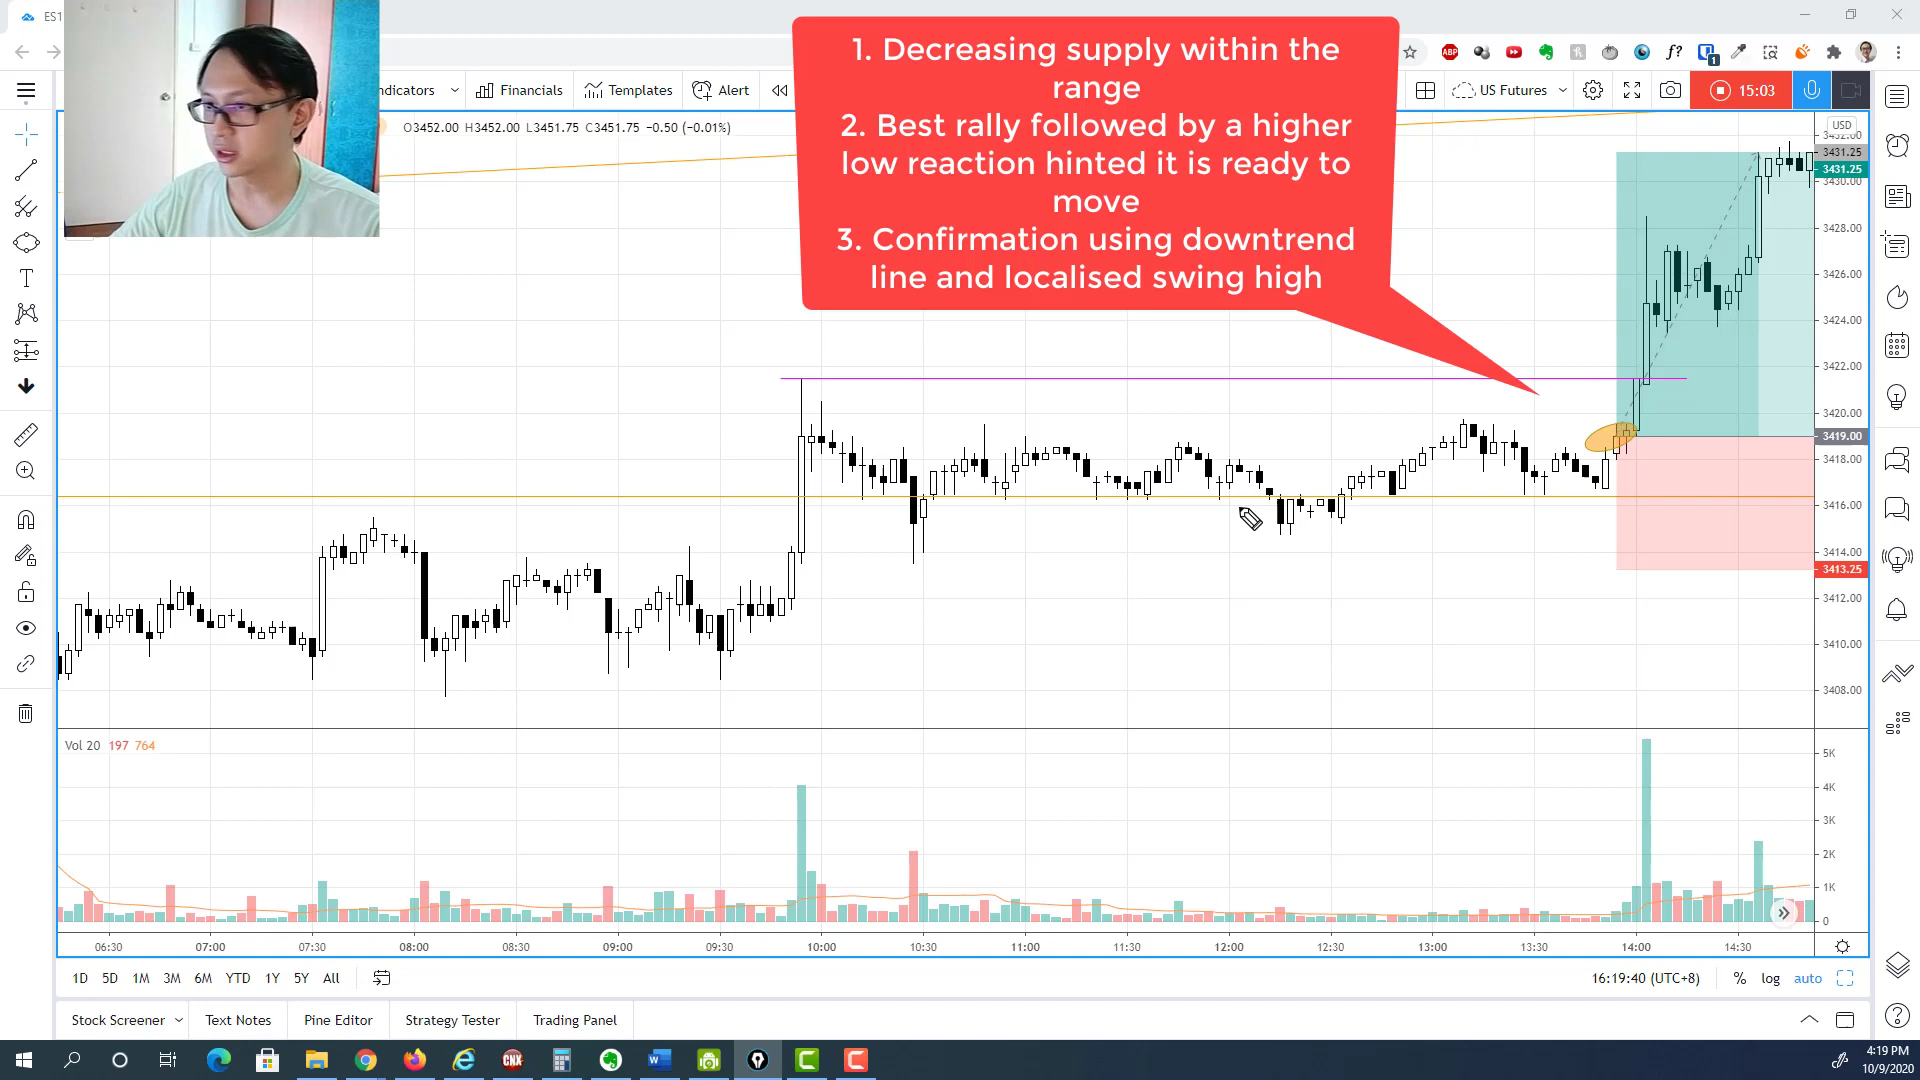 ES1
1. Decreasing supply within the
range
2. Best rally followed by a higher
low reaction hinted it is ready to
move
3. Confirmation using downtrend
line and localised swing high
ABP
f?
1
ndicators
Financials
Templates
Alert
US Futures
15:03
O3452.00 H3452.00 L3451.75 C3451.75 -0.50 (-0.01%)
USD
3432.00
3431.25
3431.25
3430.00
3428.00
3426.00
3424.00
3422.00
3420.00
3419.00
3418.00
3416.00
3414.00
3413.25
3412.00
3410.00
3408.00
T
Vol 20 197 764
5K
4K
3K
2K
1K
0
06:30 07:00 07:30 08:00 08:30 09:00 09:30 10:00 10:30 11:00 11:30 12:00 12:30 13:00 13:30 14:00 14:30
1D 5D 1M 3M 6M YTD 1Y 5Y All
16:19:40 (UTC+8) % log auto
Stock Screener Text Notes Pine Editor Strategy Tester Trading Panel
CNX
4:19 PM
10/9/2020